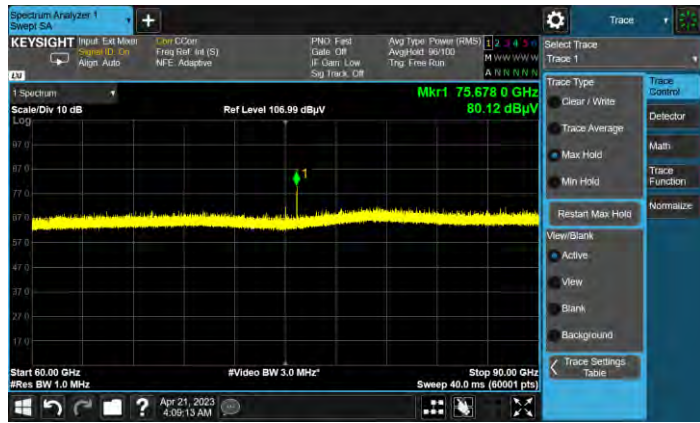 Spectrum Analyzer 1
Swept SA
Trace
KEYSIGHT
Input: Ext Mixer
Signal ID: On
Align: Auto
Corr CCorr
Freq Ref: Int (S)
NFE: Adaptive
PNO: Fast
Gate: Off
IF Gain: Low
Sig Track: Off
Avg Type: Power (RMS)
Avg|Hold: 96/100
Trig: Free Run
1 2 3 4 5 6
M W W W W W
A N N N N N
LXI
Select Trace
Trace 1
1 Spectrum
Scale/Div 10 dB
Ref Level 106.99 dBµV
Mkr1 75.678 0 GHz
80.12 dBµV
Log
97.0
87.0
77.0
67.0
57.0
47.0
37.0
27.0
17.0
1
Start 60.00 GHz
#Video BW 3.0 MHz*
Stop 90.00 GHz
#Res BW 1.0 MHz
Sweep 40.0 ms (60001 pts)
Trace Type
Clear / Write
Trace Average
Max Hold
Min Hold
Restart Max Hold
View/Blank
Active
View
Blank
Background
Trace Settings
Table
Trace
Control
Detector
Math
Trace
Function
Normalize
?
Apr 21, 2023
4:09:13 AM